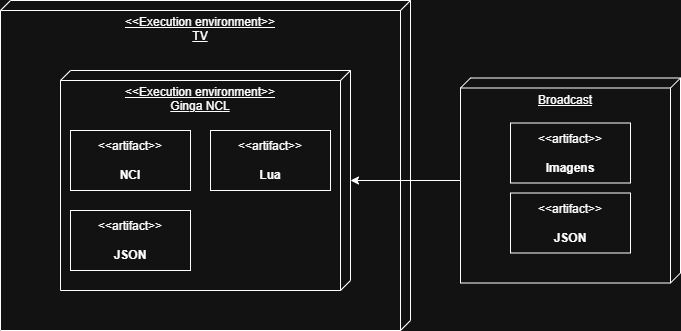 <<Execution environment>>
TV
<<Execution environment>>
Ginga NCL
<<artifact>>
NCl
<<artifact>>
Lua
<<artifact>>
JSON
Broadcast
<<artifact>>
Imagens
<<artifact>>
JSON